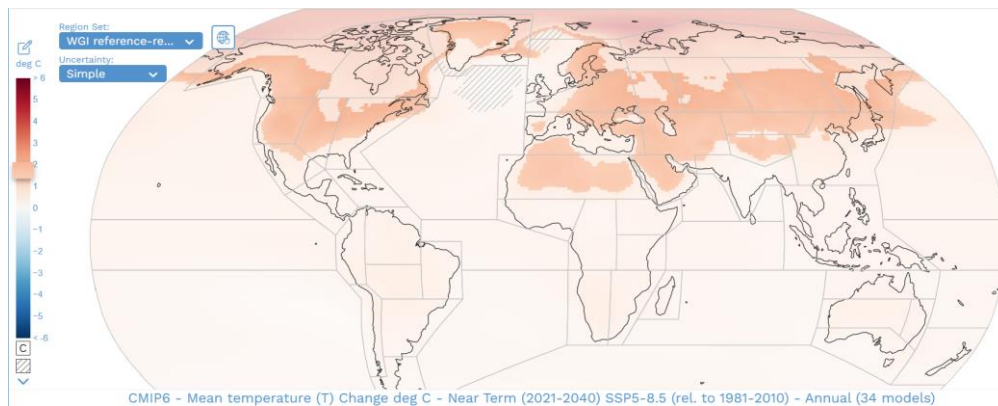 Region Set:
WGI reference-re...
Uncertainty:
Simple
deg C
> 6
6
5
4
3
2
1
0
−1
−2
−3
−4
−5
< -6
C
CMIP6 - Mean temperature (T) Change deg C - Near Term (2021-2040) SSP5-8.5 (rel. to 1981-2010) - Annual (34 models)